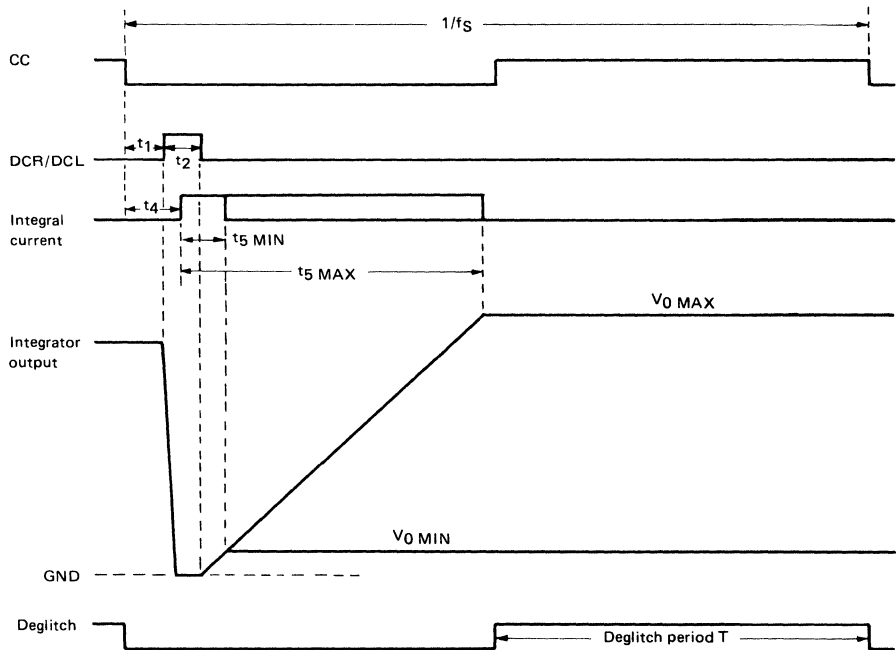 1/fS
CC
t1
t2
DCR/DCL
t4
Integral
current
t5 MIN
t5 MAX
V0 MAX
Integrator
output
V0 MIN
GND
Deglitch
Deglitch period T